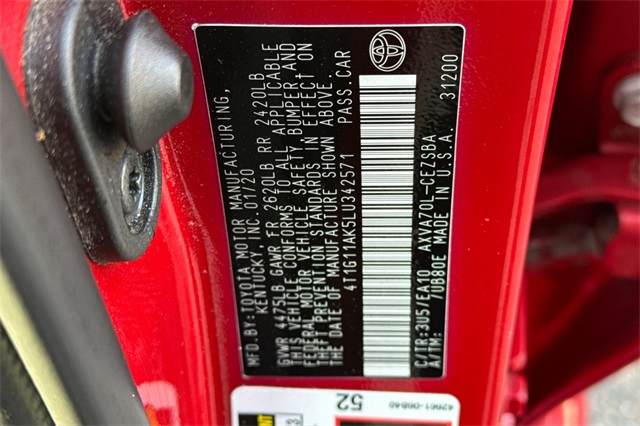 MFD.BY:TOYOTA MOTOR MANUFACTURING,
KENTUCKY, INC. 01/20
GVWR 4475LB GAWR FR 2620LB RR 2420LB
THIS VEHICLE CONFORMS TO ALL APPLICABLE
FEDERAL MOTOR VEHICLE SAFETY, BUMPER AND
THEFT PREVENTION STANDARDS IN EFFECT ON
THE DATE OF MANUFACTURE SHOWN ABOVE.
4T1G11AK5LU342571 PASS.CAR
C/TR:3U5/EA10 AXVA70L-CEZSBA
A/TM: /UB80E MADE IN U.S.A. 31200
52
42661-06840